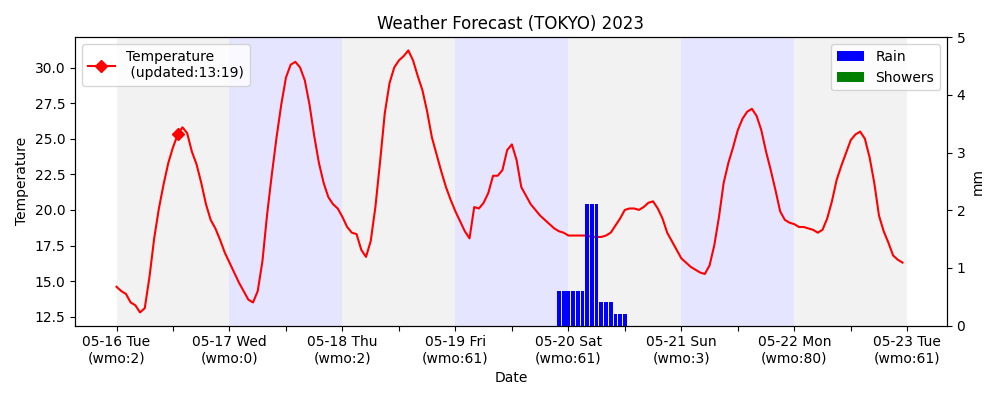 Weather Forecast (TOKYO) 2023
Temperature
(updated:13:19)
Rain
Showers
Temperature
30.0
27.5
25.0
22.5
20.0
17.5
15.0
12.5
5
4
3
2
1
0
mm
05-16 Tue
(wmo:2)
05-17 Wed
(wmo:0)
05-18 Thu
(wmo:2)
05-19 Fri
(wmo:61)
05-20 Sat
(wmo:61)
05-21 Sun
(wmo:3)
05-22 Mon
(wmo:80)
05-23 Tue
(wmo:61)
Date